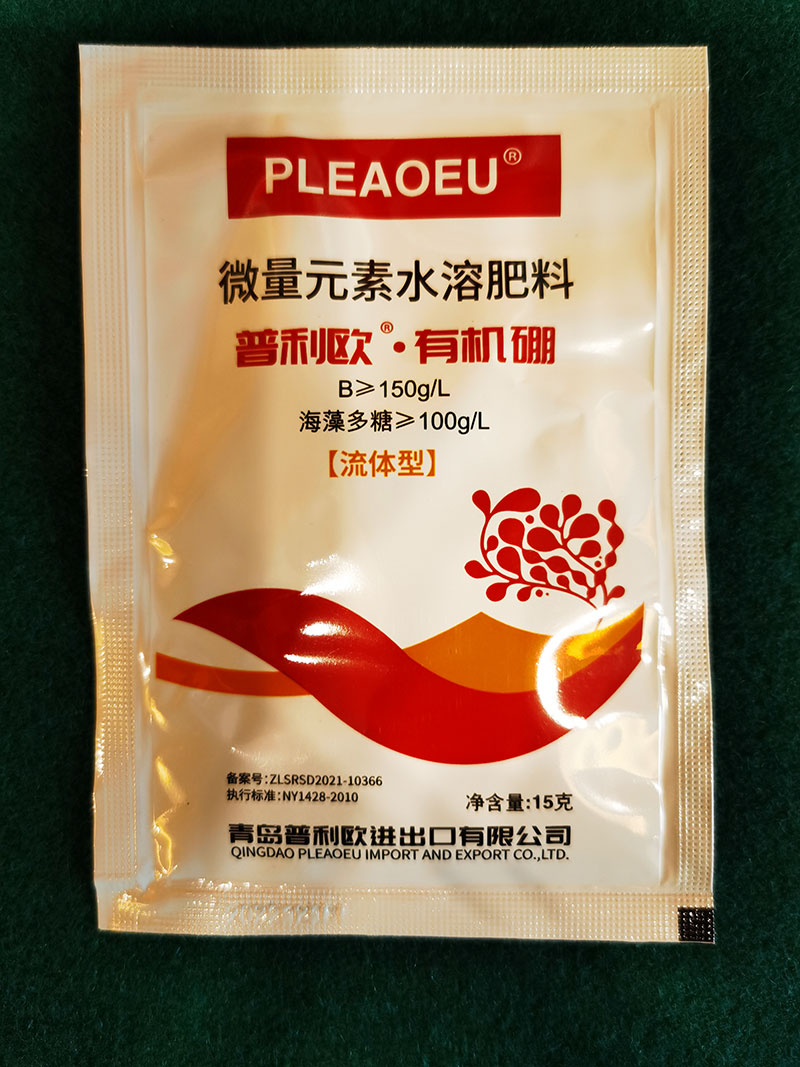 PLEAOEU®
微量元素水溶肥料
普利欧®·有机硼
B≥150g/L
海藻多糖≥100g/L
【流体型】
备案号:ZLSRSD2021-10366
执行标准:NY1428-2010
净含量:15克
青岛普利欧进出口有限公司
QINGDAO PLEAOEU IMPORT AND EXPORT CO.,LTD.